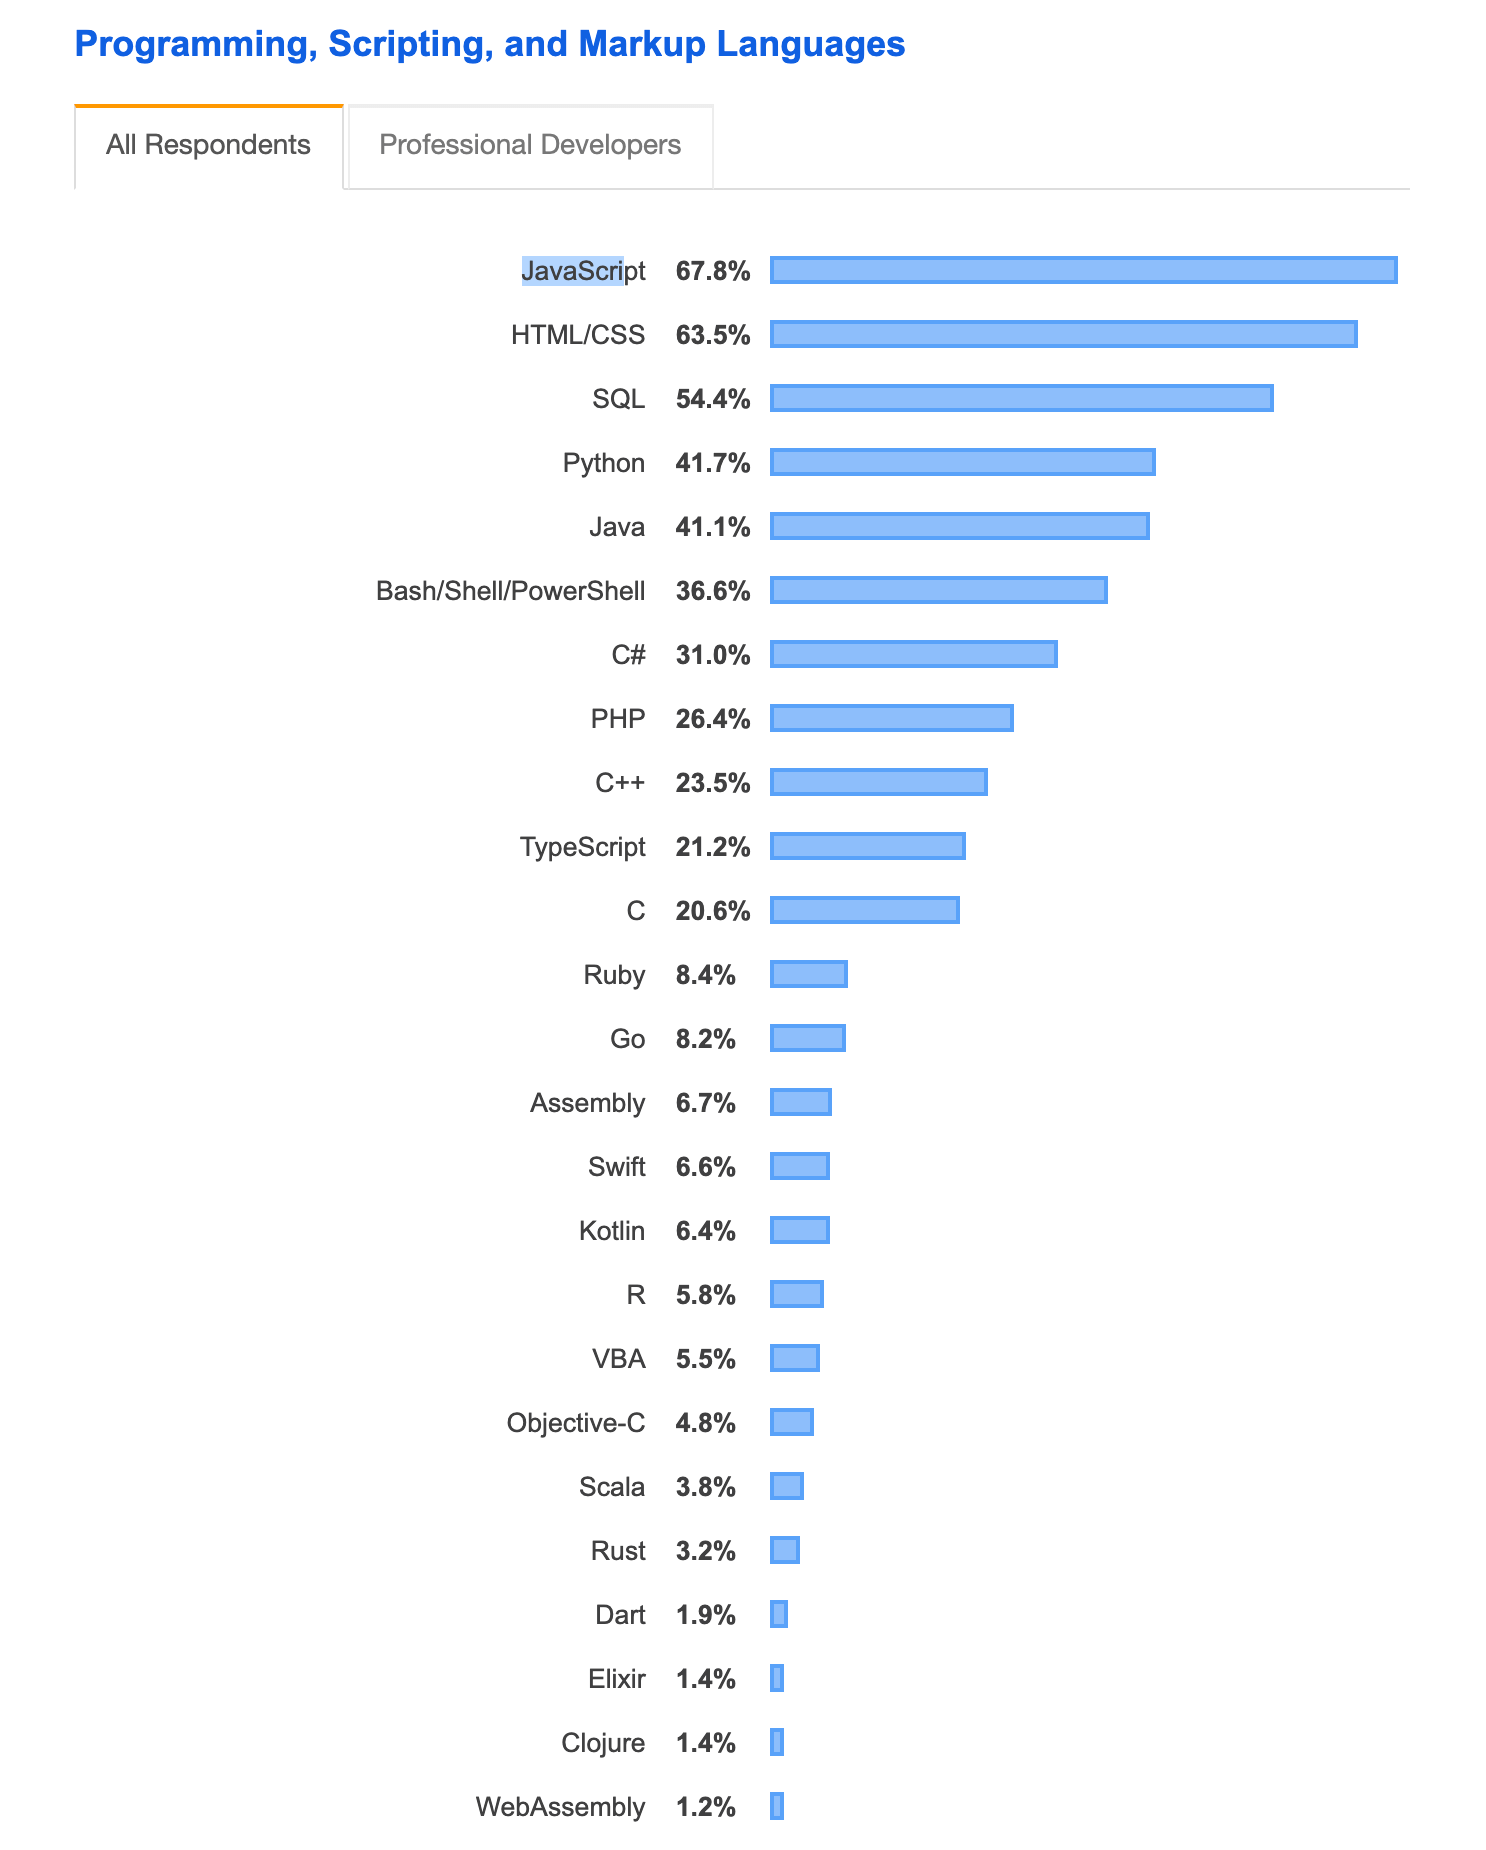 Programming, Scripting, and Markup Languages
All Respondents Professional Developers
JavaScript 67.8%
HTML/CSS 63.5%
SQL 54.4%
Python 41.7%
Java 41.1%
Bash/Shell/PowerShell 36.6%
C# 31.0%
PHP 26.4%
C++ 23.5%
TypeScript 21.2%
C 20.6%
Ruby 8.4%
Go 8.2%
Assembly 6.7%
Swift 6.6%
Kotlin 6.4%
R 5.8%
VBA 5.5%
Objective-C 4.8%
Scala 3.8%
Rust 3.2%
Dart 1.9%
Elixir 1.4%
Clojure 1.4%
WebAssembly 1.2%